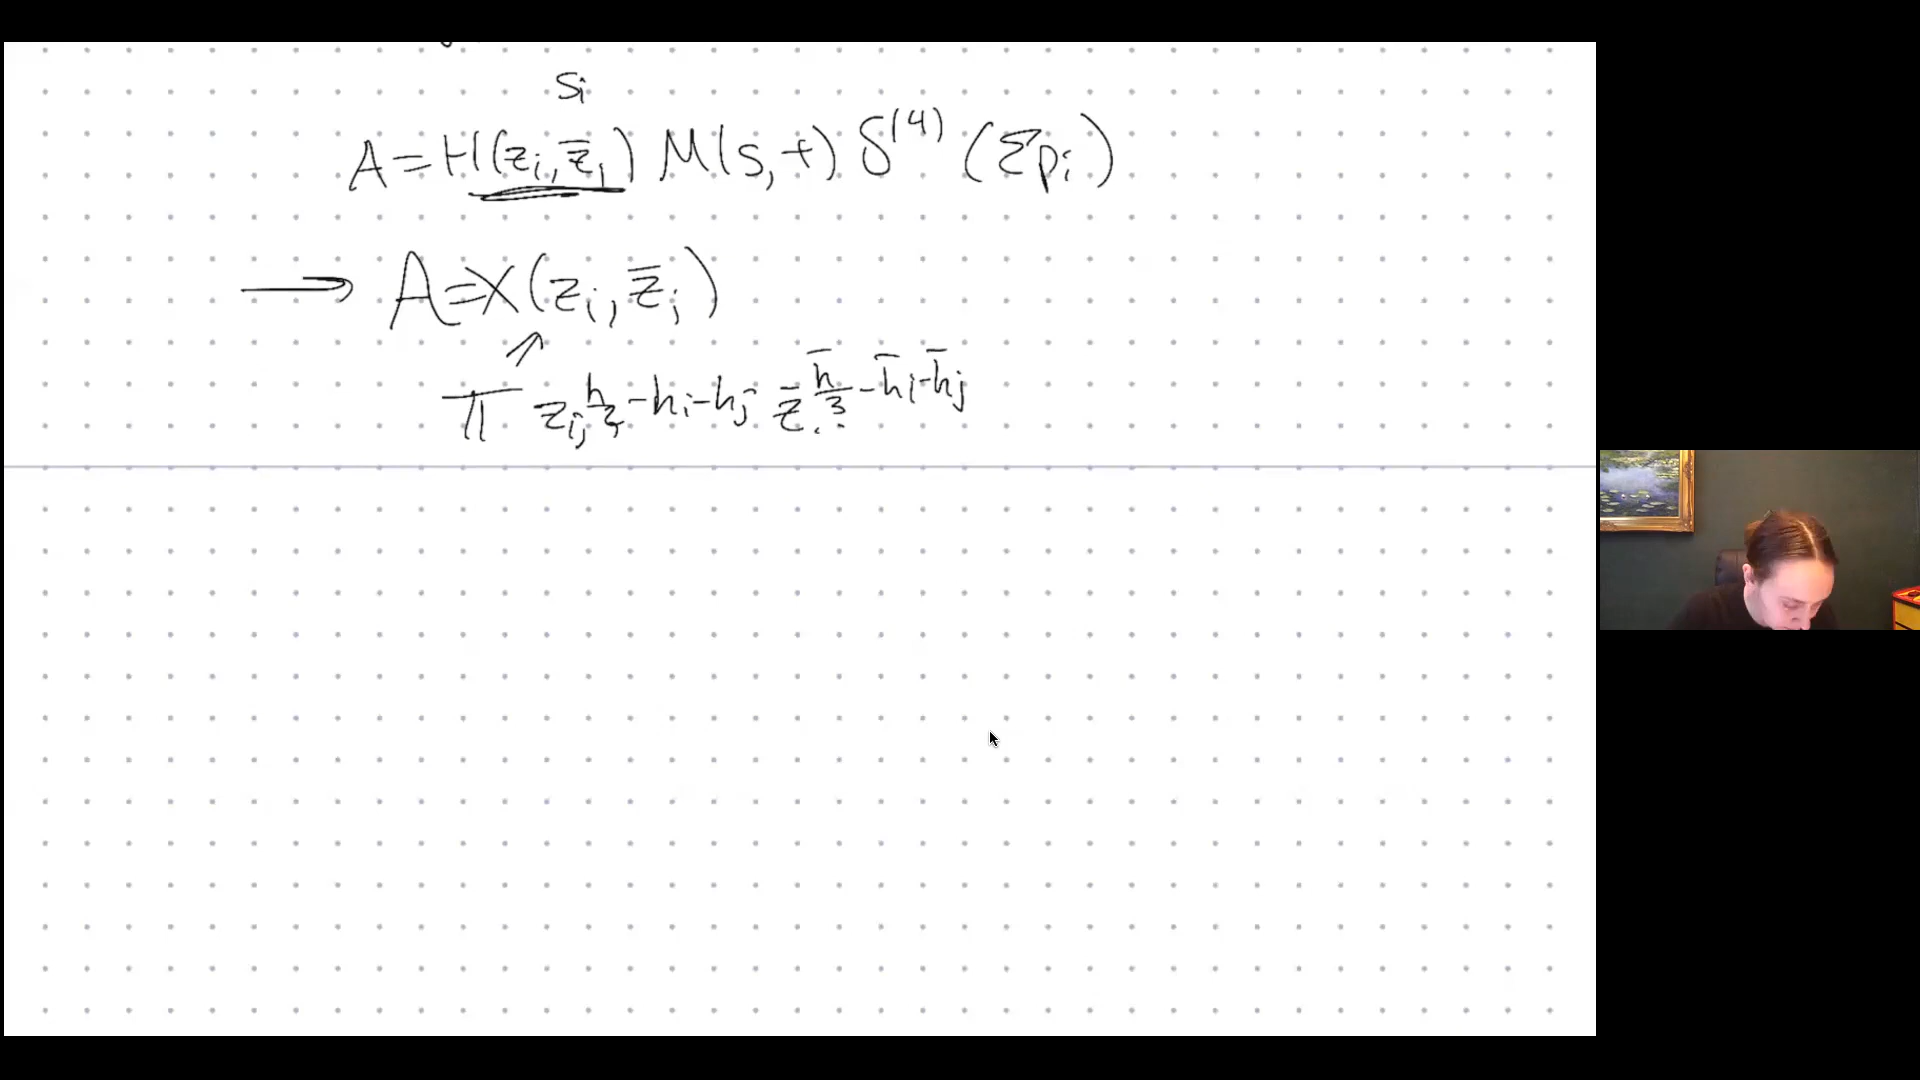 Si
A = H(zi, z̄i) M(s,t) δ^(4) (Σpi)
→ A = X(zi, z̄i)
↗
Π zij^(h/3 - hi - hj) z̄ij^(h̄/3 - h̄i - h̄j)